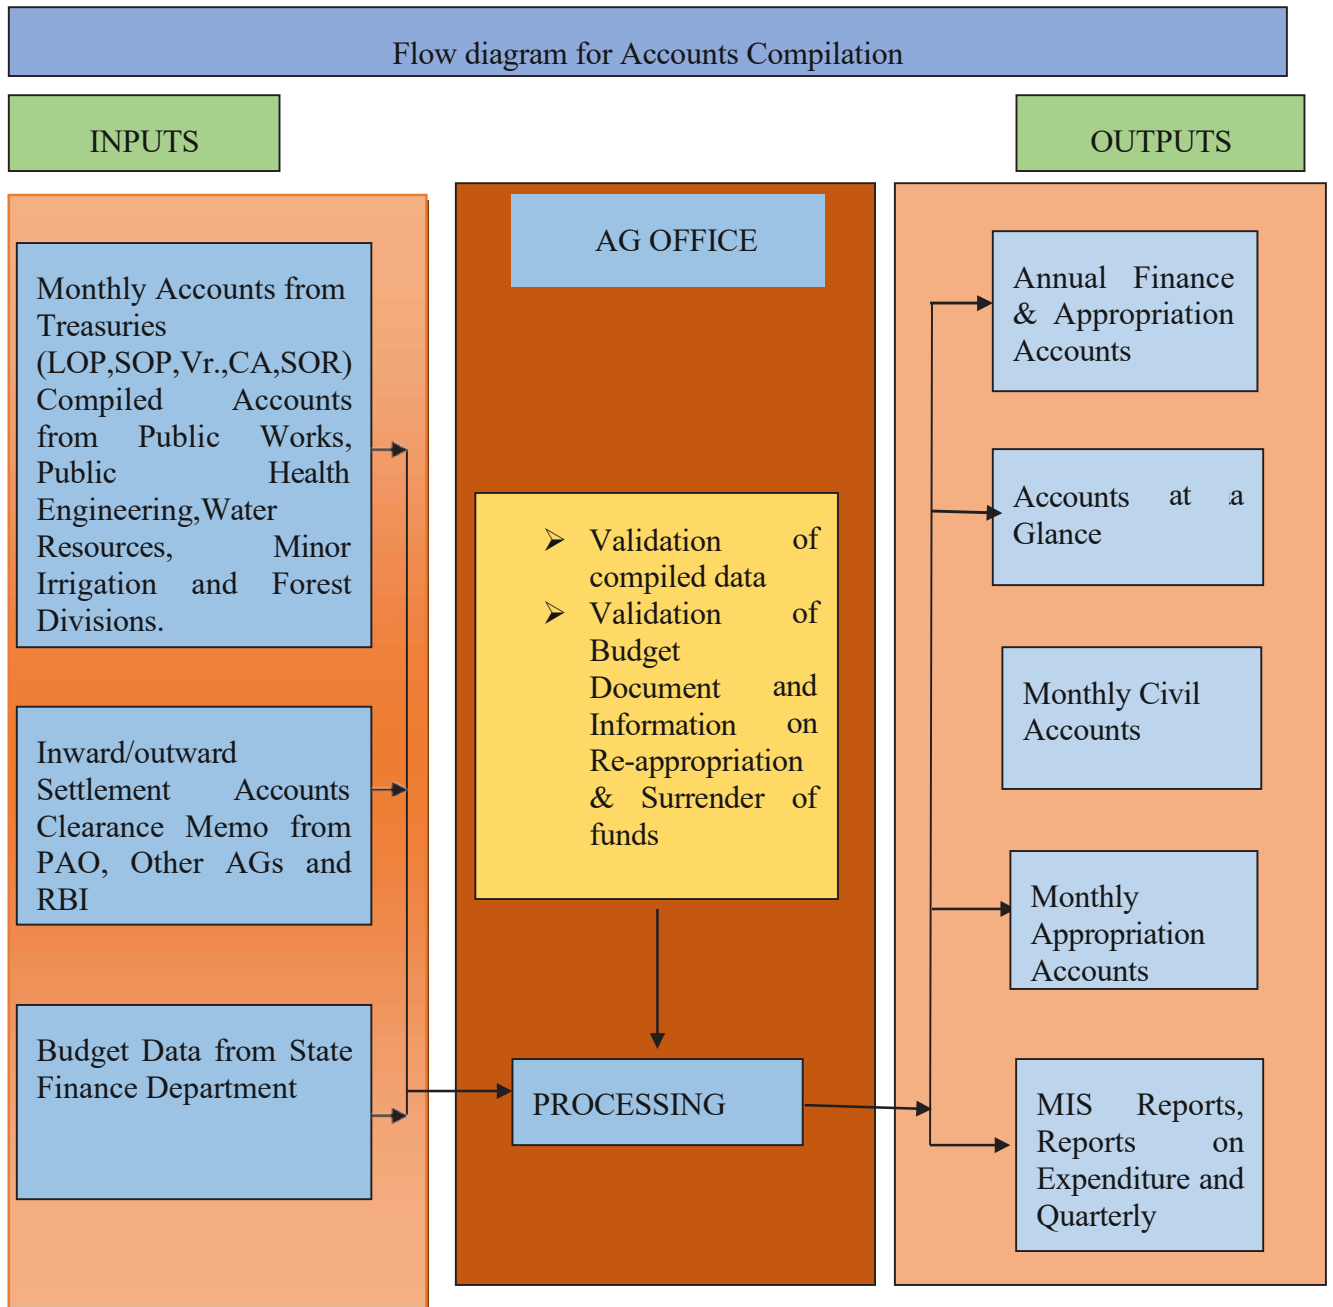 Flow diagram for Accounts Compilation
INPUTS
OUTPUTS
Monthly Accounts from
Treasuries
(LOP,SOP,Vr.,CA,SOR)
Compiled Accounts
from Public Works,
Public Health
Engineering,Water
Resources, Minor
Irrigation and Forest
Divisions.
Inward/outward
Settlement Accounts
Clearance Memo from
PAO, Other AGs and
RBI
Budget Data from State
Finance Department
AG OFFICE
➢ Validation of
compiled data
➢ Validation of
Budget
Document and
Information on
Re-appropriation
& Surrender of
funds
PROCESSING
Annual Finance
& Appropriation
Accounts
Accounts at a
Glance
Monthly Civil
Accounts
Monthly
Appropriation
Accounts
MIS Reports,
Reports on
Expenditure and
Quarterly